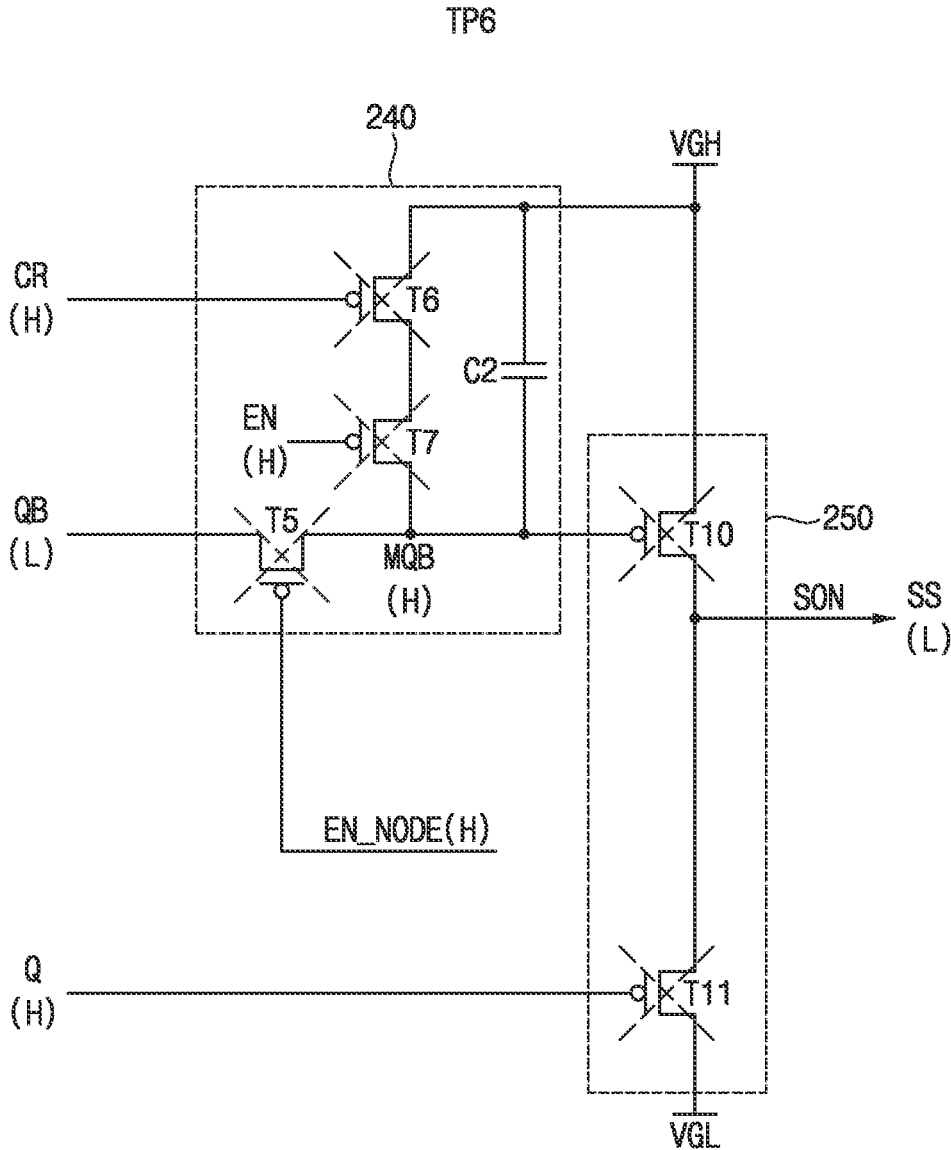 TP6
240
VGH
CR
(H)
T6
C2
EN
(H)
T7
QB
(L)
T5
MQB
(H)
T10
250
SON
SS
(L)
EN_NODE(H)
Q
(H)
T11
VGL